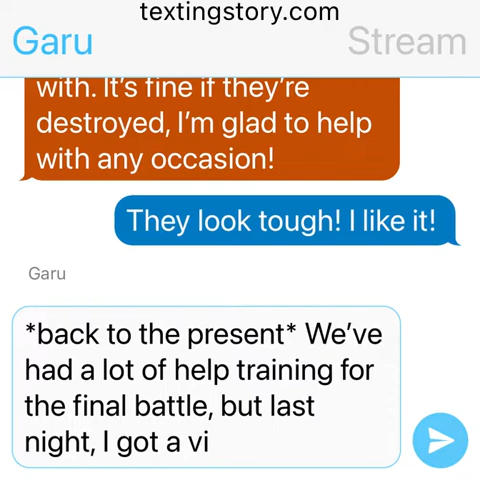 textingstory.com
Garu
Stream
with. It's fine if they're
destroyed, I'm glad to help
with any occasion!
They look tough! I like it!
Garu
*back to the present* We've
had a lot of help training for
the final battle, but last
night, I got a vi